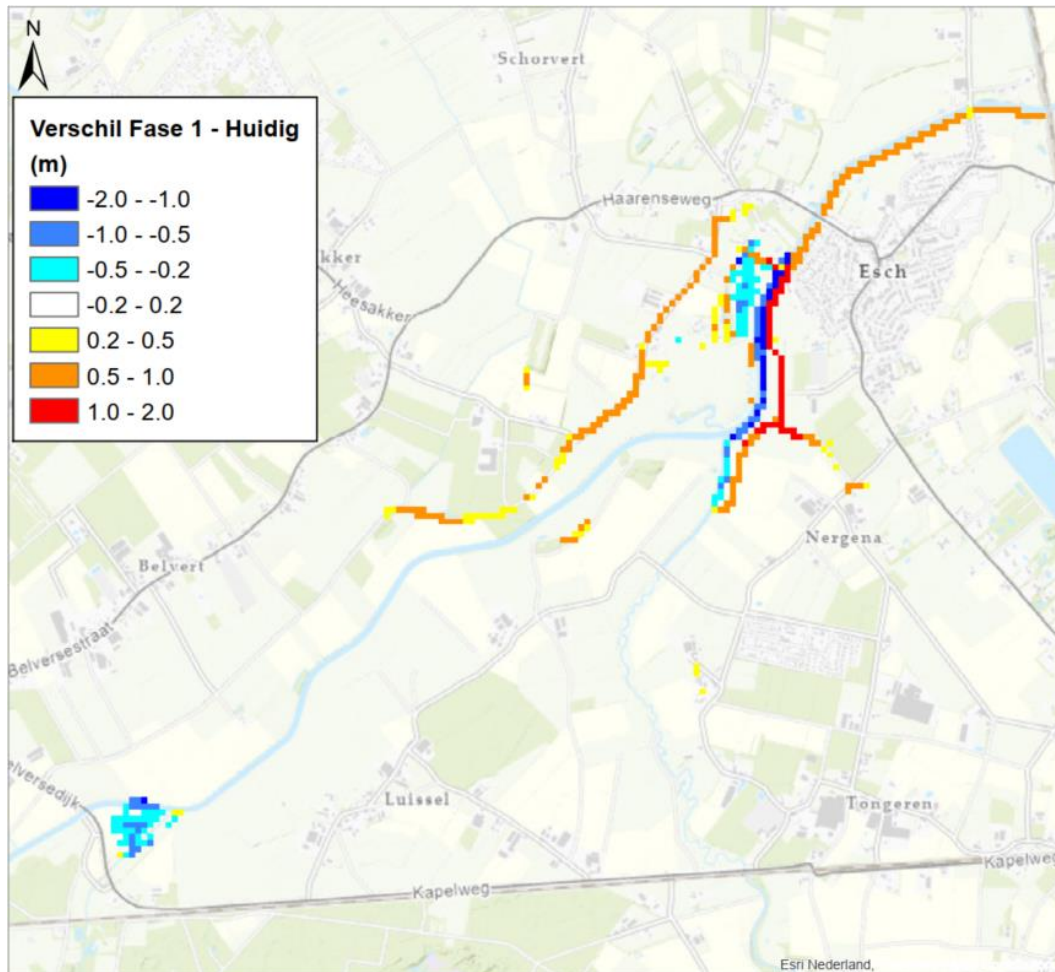 N
Schorvert
Verschil Fase 1 - Huidig
(m)
-2.0 - -1.0
-1.0 - -0.5
-0.5 - -0.2
-0.2 - 0.2
0.2 - 0.5
0.5 - 1.0
1.0 - 2.0
Haarenseweg
kker
Esch
Heesakker
Nergena
Belvert
Belversestraat
elversedijk
Luissel
Tongeren
Kapelweg
Kapelweg
Esri Nederland,